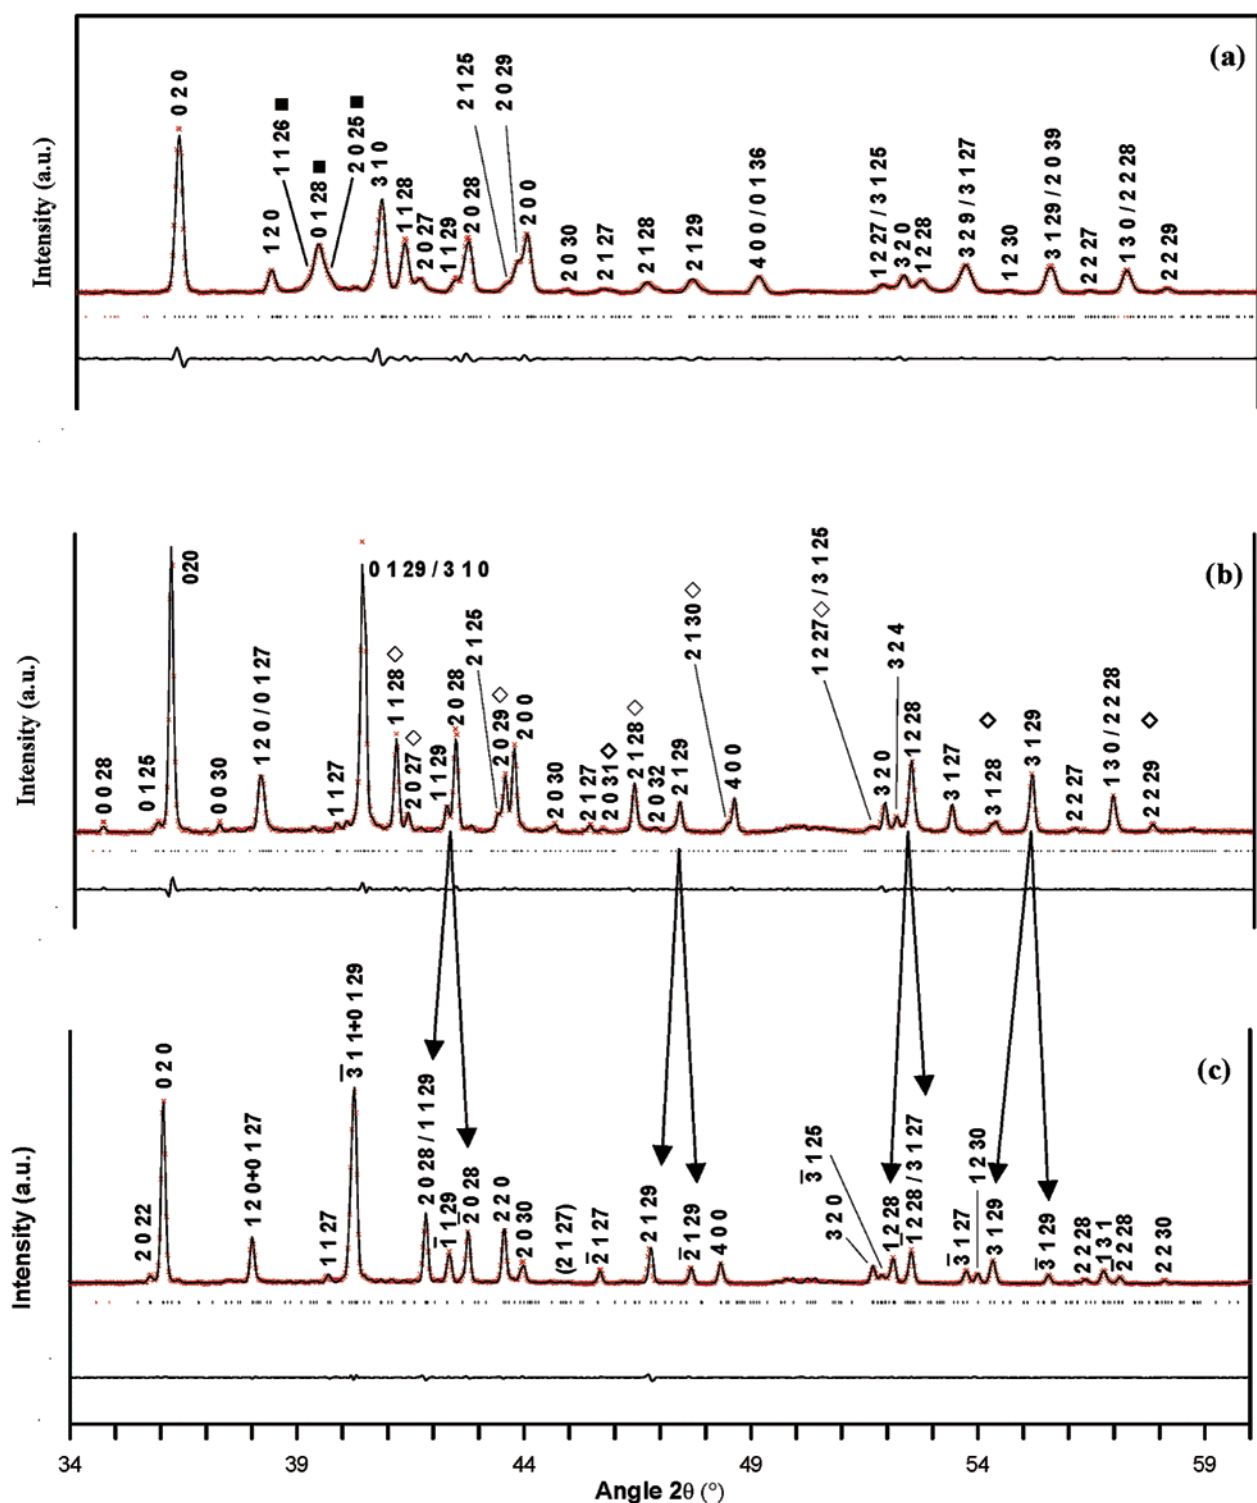 (a)
Intensity (a.u.)
0 2 0
1 2 0
1 1 26 ■
0 1 28 ■
2 0 25 ■
3 1 0
1 1 28
2 0 27
1 1 29
2 0 28
2 1 25
2 0 29
2 0 0
2 0 30
2 1 27
2 1 28
2 1 29
4 0 0 / 0 1 36
1 2 27 / 3 1 25
3 2 0
1 2 28
3 2 9 / 3 1 27
1 2 30
3 1 29 / 2 0 39
2 2 27
1 3 0 / 2 2 28
2 2 29
(b)
Intensity (a.u.)
0 0 28
0 1 25
020
0 0 30
1 2 0 / 0 1 27
1 1 27
0 1 29 / 3 1 0
1 1 28 ◇
2 0 27 ◇
1 1 29
2 0 28
2 1 25
2 0 29 ◇
2 0 0
2 0 30
2 1 27
2 0 31 ◇
2 1 28 ◇
2 0 32
2 1 29
2 1 30 ◇
4 0 0
1 2 27 ◇ / 3 1 25
3 2 0
3 2 4
1 2 28
3 1 27
3 1 28 ◇
3 1 29
2 2 27
1 3 0 / 2 2 28
2 2 29 ◇
(c)
Intensity (a.u.)
2 0 22
0 2 0
1 2 0+0 1 27
1 1 27
3̅ 1 1+0 1 29
2 0 28 / 1 1 29
1̅ 1 29
2̅ 0 28
2 2 0
2 0 30
(2 1 27)
2̅ 1 27
2 1 29
2̅ 1 29
4 0 0
3 2 0
3̅ 1 25
1 2 28
1̅ 2 28 / 3 1 27
3̅ 1 27
1 2 30
3 1 29
3̅ 1 29
2 2 28
1 3 1
2̅ 2 28
2 2 30
34 39 44 49 54 59
Angle 2θ (°)